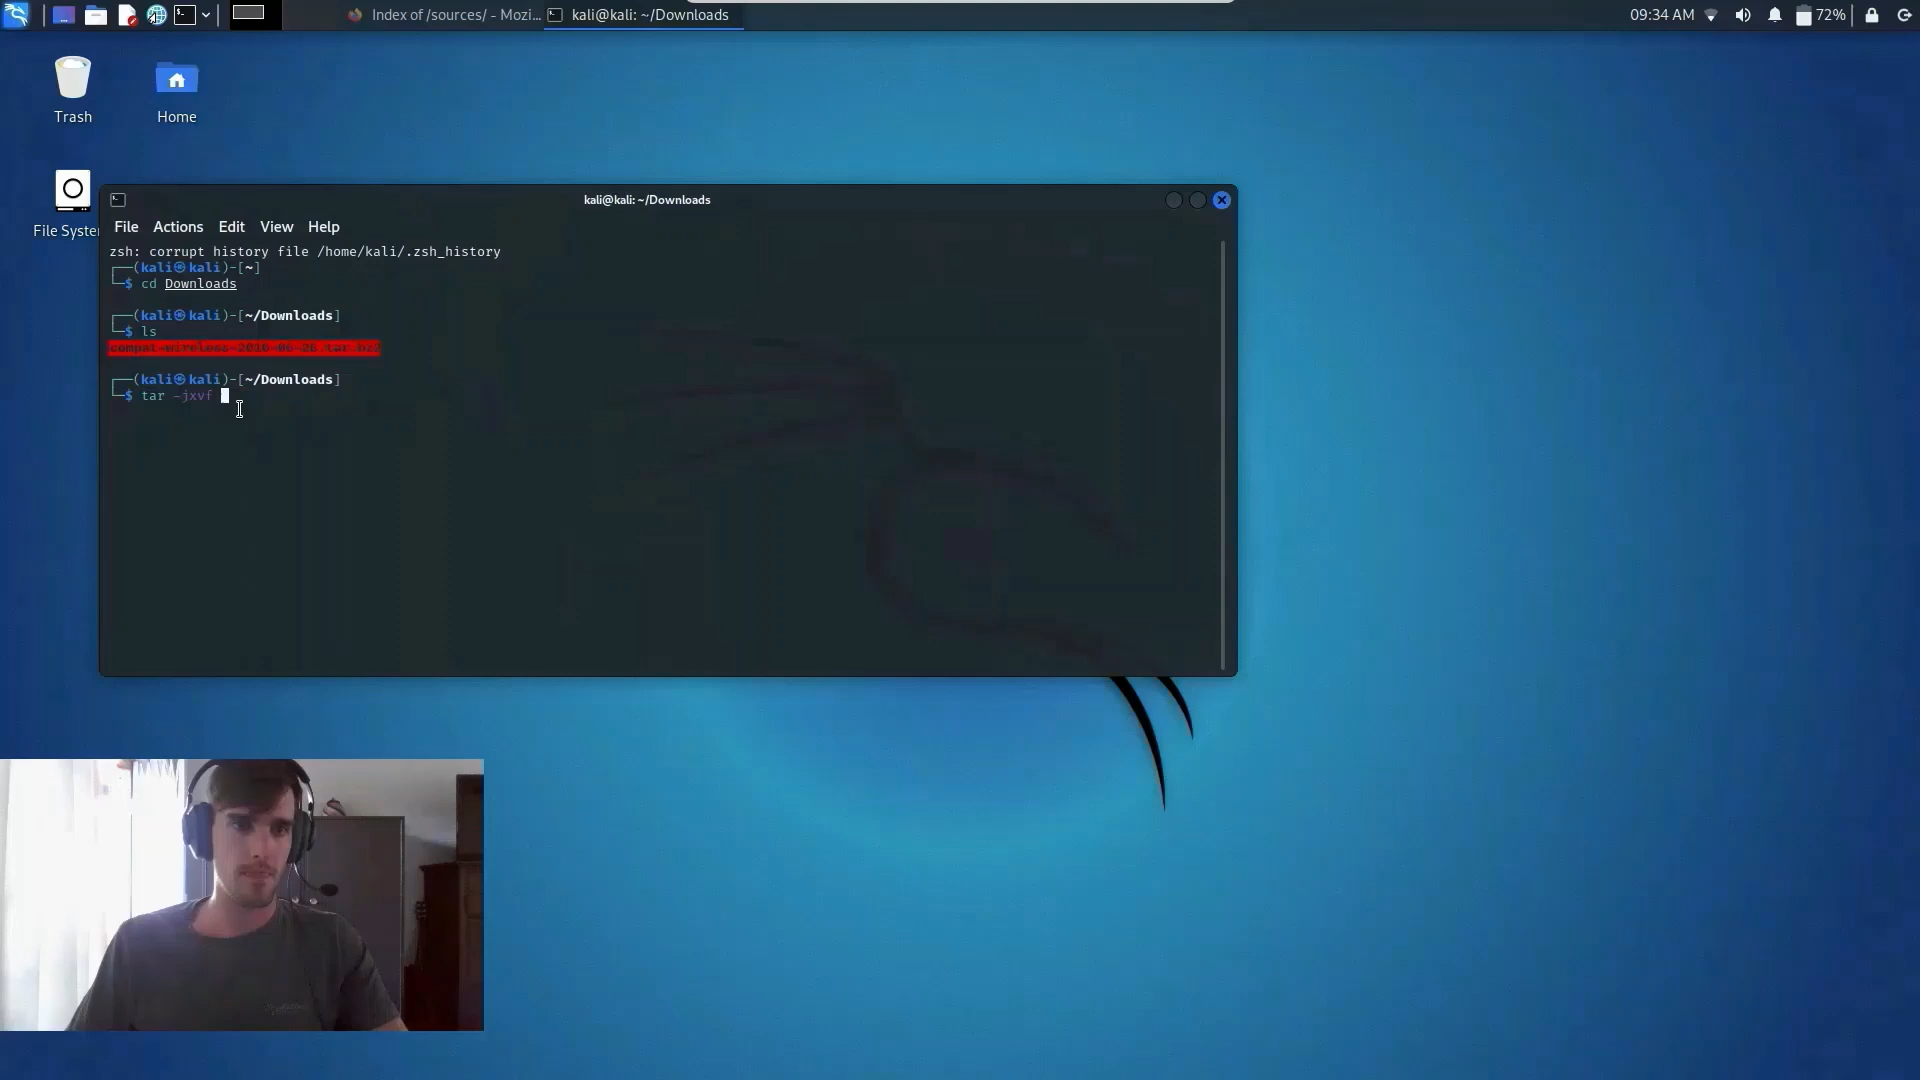 Index of /sources/ - Mozi...
kali@kali: ~/Downloads
09:34 AM
72%
Trash
Home
File Syste
kali@kali: ~/Downloads
File Actions Edit View Help
zsh: corrupt history file /home/kali/.zsh_history
┌──(kali㉿kali)-[~]
└─$ cd Downloads
┌──(kali㉿kali)-[~/Downloads]
└─$ ls
compat-wireless-2010-06-26.tar.bz2
┌──(kali㉿kali)-[~/Downloads]
└─$ tar -jxvf